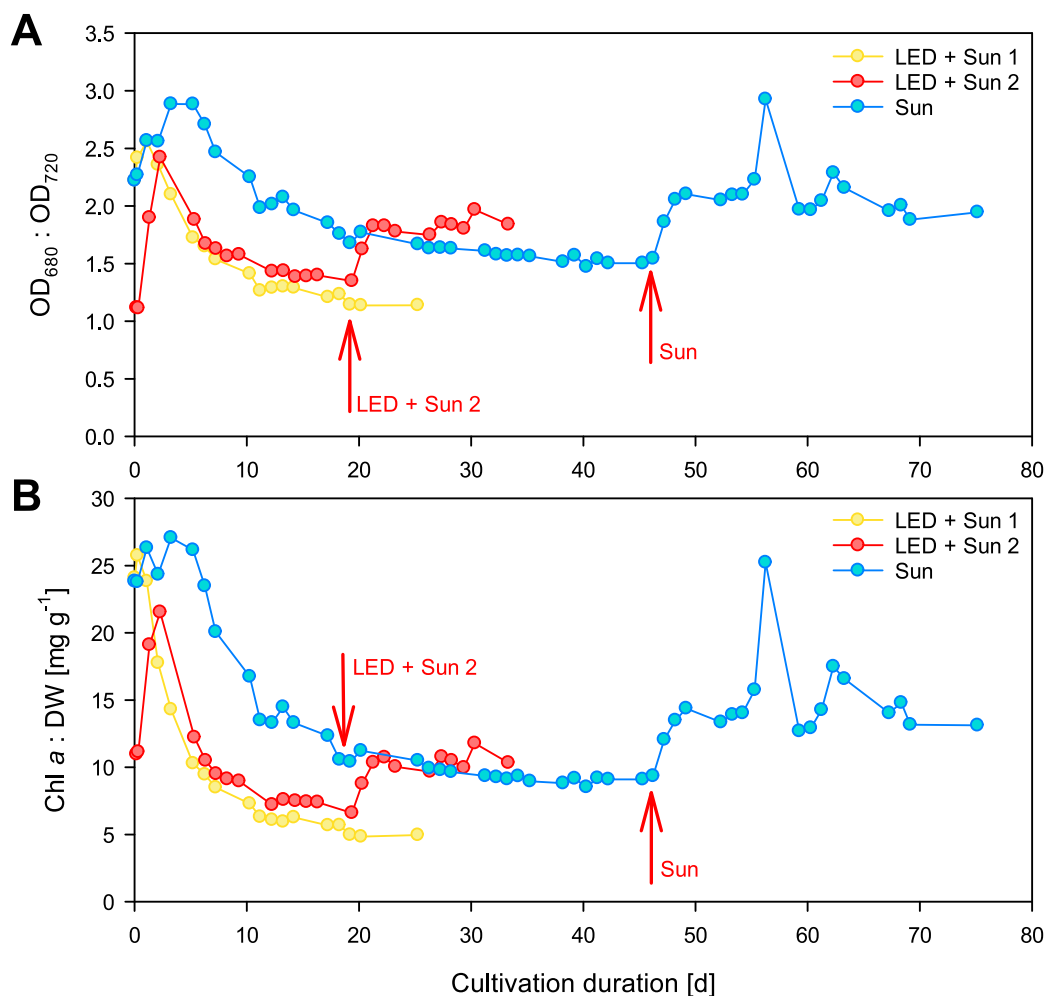 A
3.5
3.0
2.5
2.0
1.5
1.0
0.5
0.0
OD680 : OD720
LED + Sun 1
LED + Sun 2
Sun
LED + Sun 2
Sun
0 10 20 30 40 50 60 70 80
B
30
25
20
15
10
5
0
Chl a : DW [mg g⁻¹]
LED + Sun 1
LED + Sun 2
Sun
LED + Sun 2
Sun
0 10 20 30 40 50 60 70 80
Cultivation duration [d]